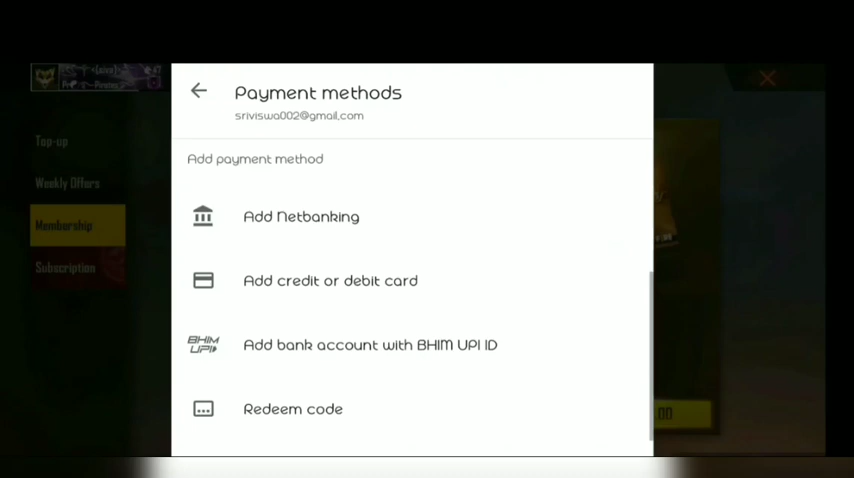 Payment methods
sriviswa002@gmail.com
Add payment method
Add Netbanking
Add credit or debit card
BHIM UPI
Add bank account with BHIM UPI ID
Redeem code
Top-up
Weekly Offers
Membership
Subscription